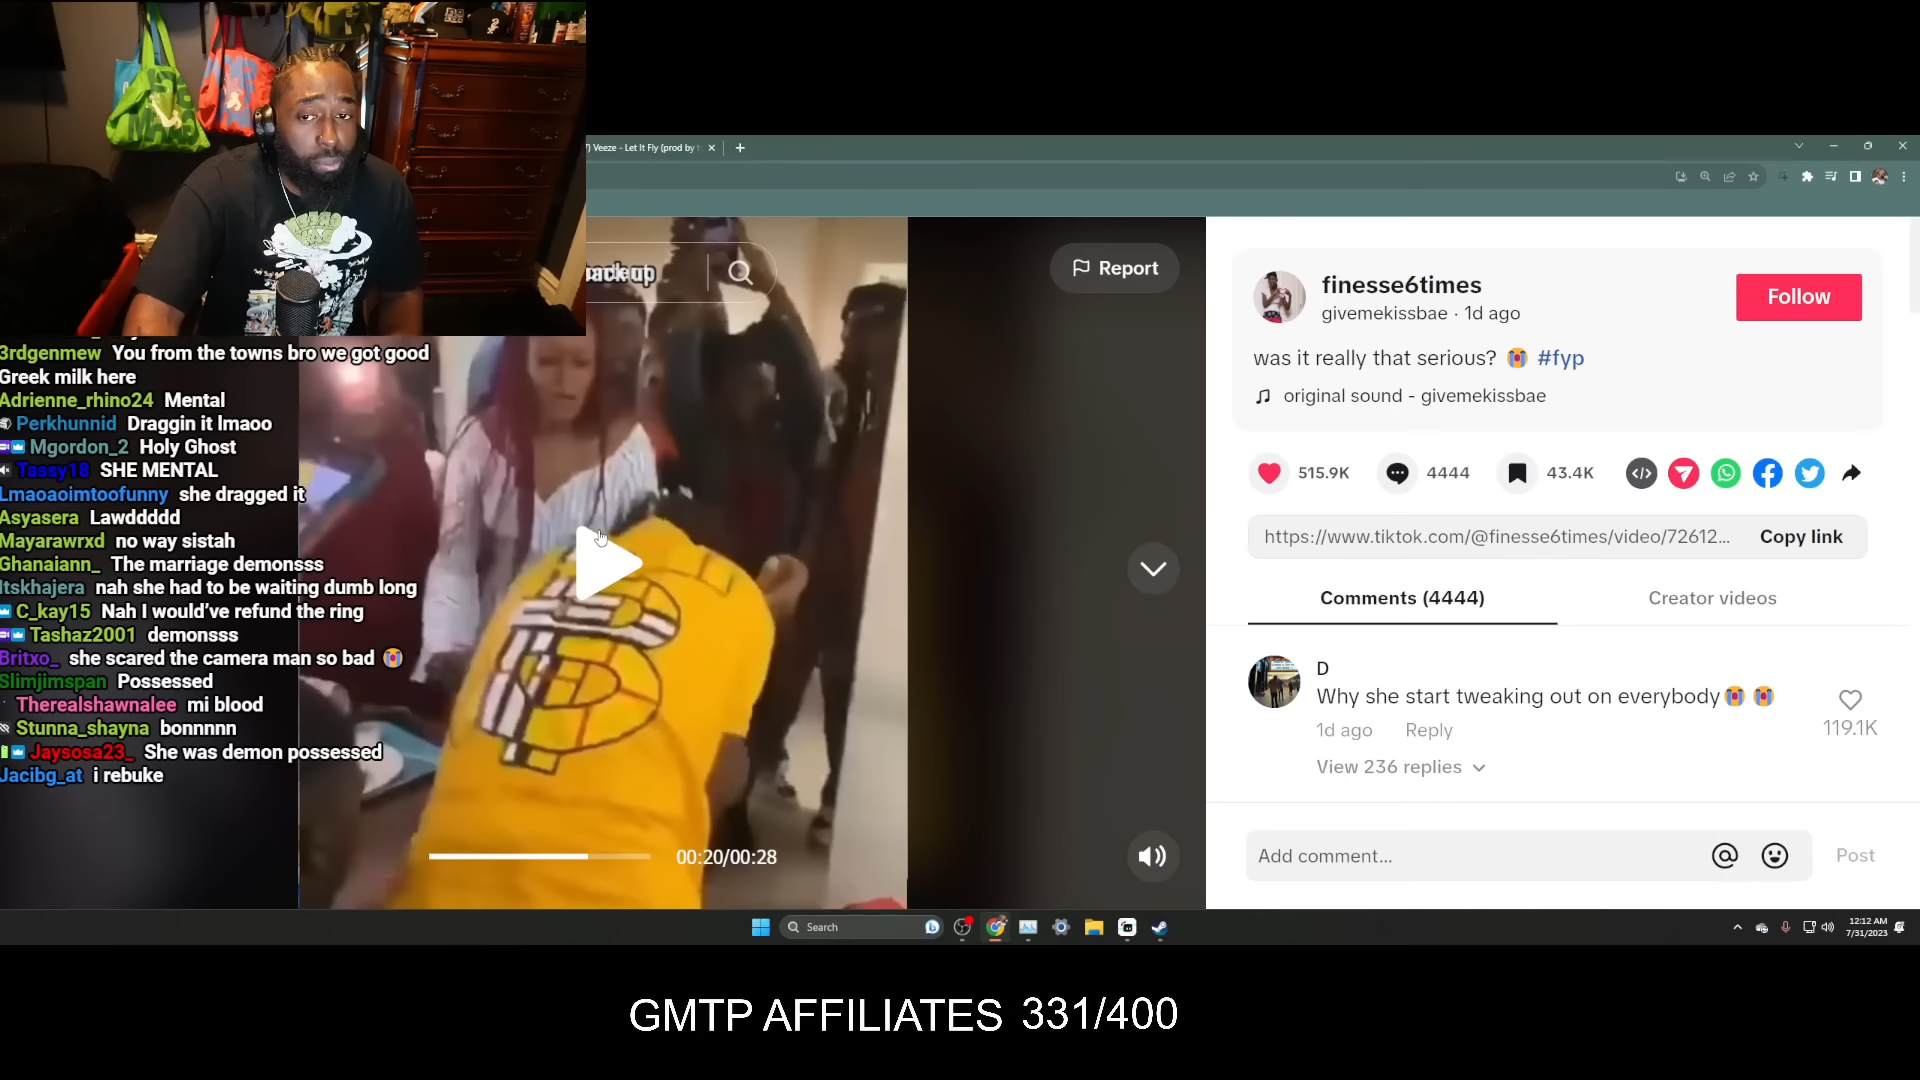 Veeze - Let It Fly (prod by t
Report
finesse6times
givemekissbae · 1d ago
Follow
was it really that serious? 😭 #fyp
original sound - givemekissbae
515.9K
4444
43.4K
https://www.tiktok.com/@finesse6times/video/72612...
Copy link
Comments (4444)
Creator videos
D
Why she start tweaking out on everybody😭 😭
1d ago Reply
119.1K
View 236 replies
Add comment...
Post
3rdgenmew You from the towns bro we got good
Greek milk here
Adrienne_rhino24 Mental
Perkhunnid Draggin it lmaoo
Mgordon_2 Holy Ghost
Tassy18 SHE MENTAL
Lmaoaoimtoofunny she dragged it
Asyasera Lawddddd
Mayarawrxd no way sistah
Ghanaiann_ The marriage demonsss
Itskhajera nah she had to be waiting dumb long
C_kay15 Nah I would've refund the ring
Tashaz2001 demonsss
Britxo_ she scared the camera man so bad 😭
Slimjimspan Possessed
Therealshawnalee mi blood
Stunna_shayna bonnnnn
Jaysosa23_ She was demon possessed
Jacibg_at i rebuke
00:20/00:28
Search
12:12 AM
7/31/2023
GMTP AFFILIATES 331/400